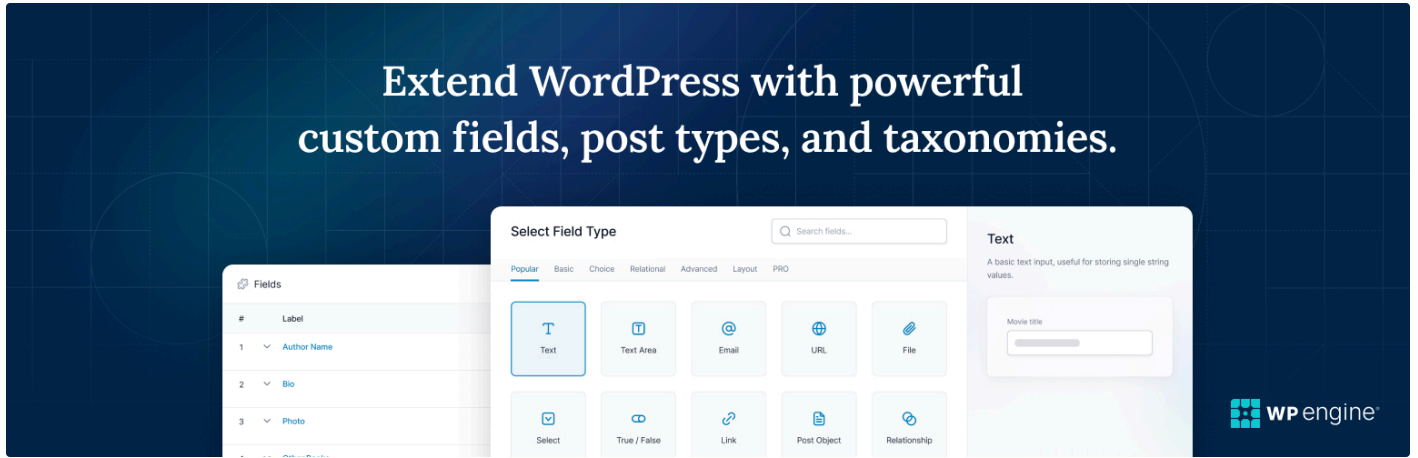 Extend WordPress with powerful
custom fields, post types, and taxonomies.
Fields
# Label
1 Author Name
2 Bio
3 Photo
Select Field Type
Search fields...
Popular Basic Choice Relational Advanced Layout PRO
Text Text Area Email URL File
Select True / False Link Post Object Relationship
Text
A basic text input, useful for storing single string
values.
Movie title
WP engine